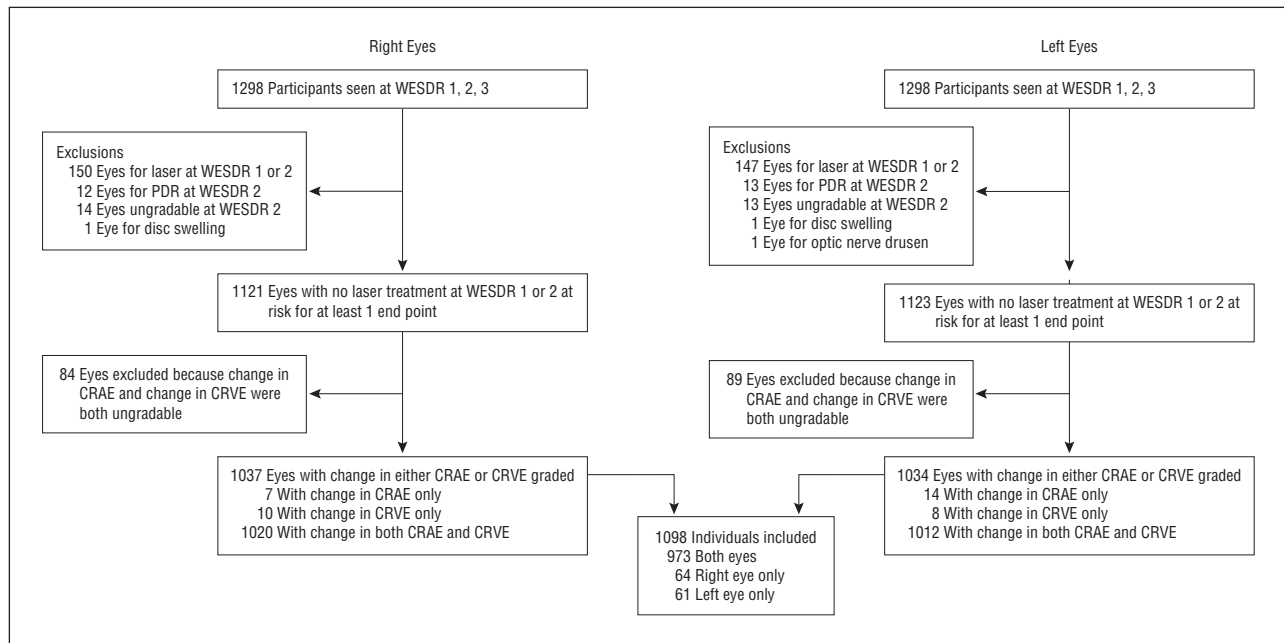 Right Eyes
1298 Participants seen at WESDR 1, 2, 3
Exclusions
150 Eyes for laser at WESDR 1 or 2
12 Eyes for PDR at WESDR 2
14 Eyes ungradable at WESDR 2
1 Eye for disc swelling
1121 Eyes with no laser treatment at WESDR 1 or 2 at
risk for at least 1 end point
84 Eyes excluded because change in
CRAE and change in CRVE were
both ungradable
1037 Eyes with change in either CRAE or CRVE graded
7 With change in CRAE only
10 With change in CRVE only
1020 With change in both CRAE and CRVE
Left Eyes
1298 Participants seen at WESDR 1, 2, 3
Exclusions
147 Eyes for laser at WESDR 1 or 2
13 Eyes for PDR at WESDR 2
13 Eyes ungradable at WESDR 2
1 Eye for disc swelling
1 Eye for optic nerve drusen
1123 Eyes with no laser treatment at WESDR 1 or 2 at
risk for at least 1 end point
89 Eyes excluded because change in
CRAE and change in CRVE were
both ungradable
1034 Eyes with change in either CRAE or CRVE graded
14 With change in CRAE only
8 With change in CRVE only
1012 With change in both CRAE and CRVE
1098 Individuals included
973 Both eyes
64 Right eye only
61 Left eye only